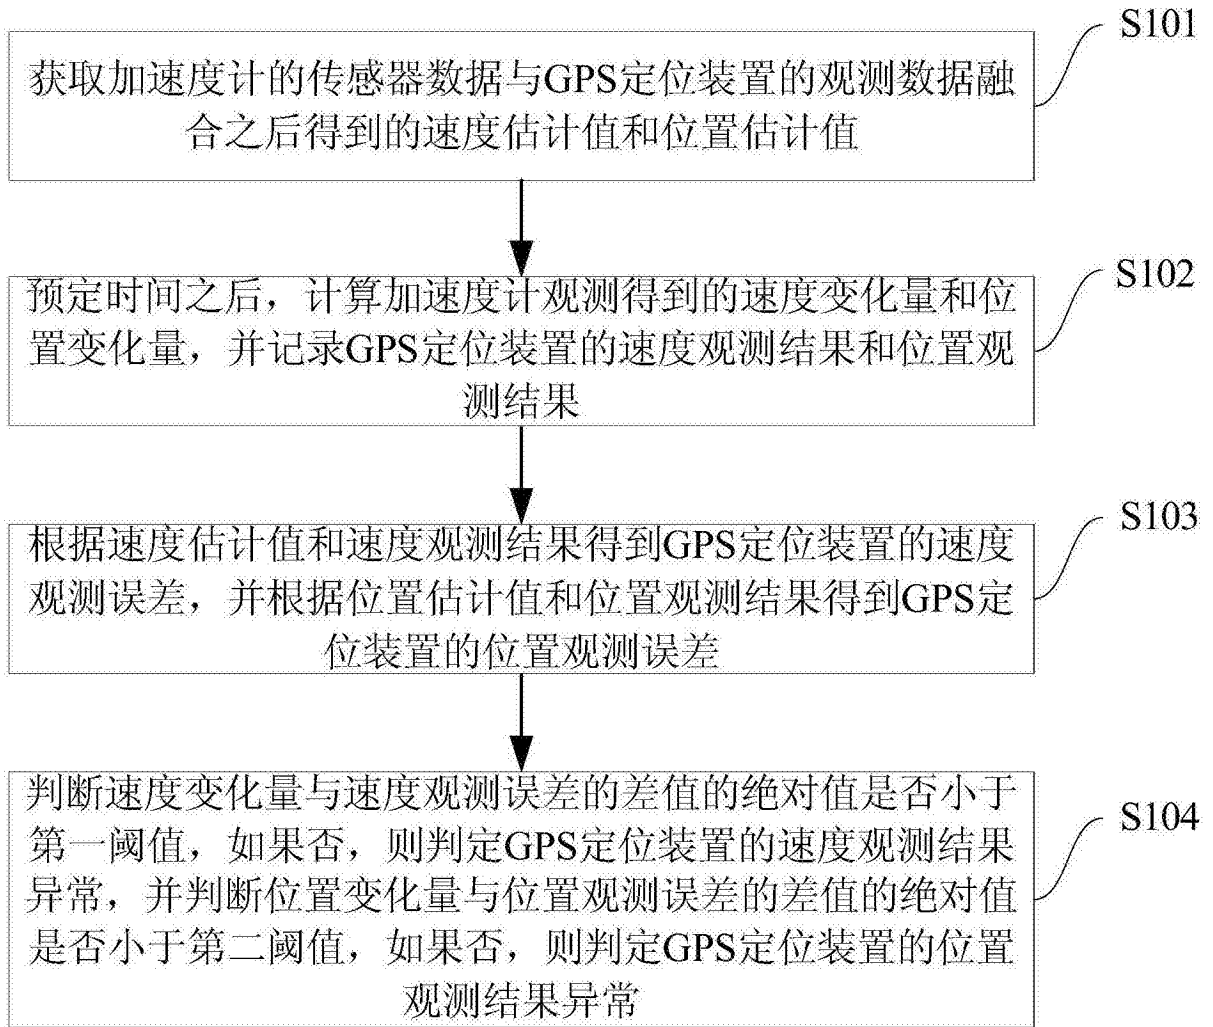 S101
获取加速度计的传感器数据与GPS定位装置的观测数据融
合之后得到的速度估计值和位置估计值
S102
预定时间之后，计算加速度计观测得到的速度变化量和位
置变化量，并记录GPS定位装置的速度观测结果和位置观
测结果
S103
根据速度估计值和速度观测结果得到GPS定位装置的速度
观测误差，并根据位置估计值和位置观测结果得到GPS定
位装置的位置观测误差
S104
判断速度变化量与速度观测误差的差值的绝对值是否小于
第一阈值，如果否，则判定GPS定位装置的速度观测结果
异常，并判断位置变化量与位置观测误差的差值的绝对值
是否小于第二阈值，如果否，则判定GPS定位装置的位置
观测结果异常